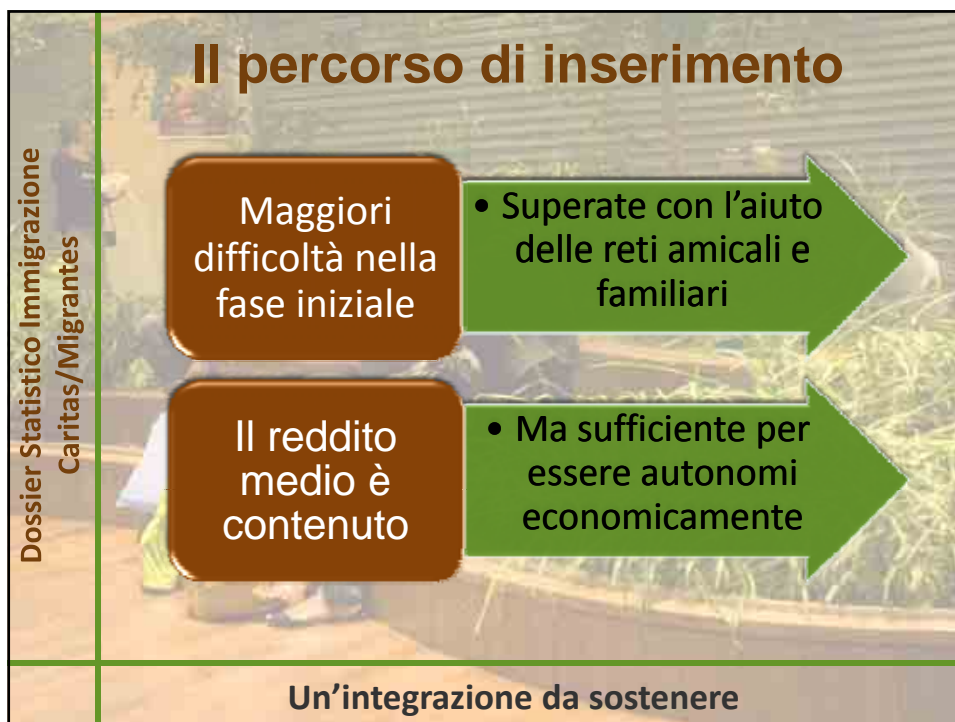 Il percorso di inserimento
Dossier Statistico Immigrazione
Caritas/Migrantes
Maggiori
difficoltà nella
fase iniziale
• Superate con l’aiuto
delle reti amicali e
familiari
Il reddito
medio è
contenuto
• Ma sufficiente per
essere autonomi
economicamente
Un’integrazione da sostenere